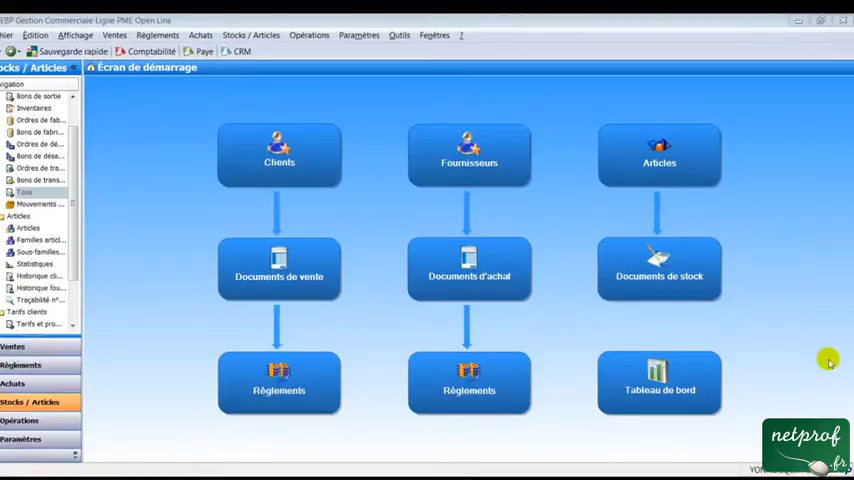 EBP Gestion Commerciale Ligne PME Open Line
hier Édition Affichage Ventes Règlements Achats Stocks / Articles Opérations Paramètres Outils Fenêtres ?
Sauvegarde rapide Comptabilité Paye CRM
ocks / Articles «
Écran de démarrage
vigation
Bons de sortie
Inventaires
Ordres de fab...
Bons de fabri...
Ordres de dé...
Bons de désa...
Ordres de tra...
Bons de trans...
Tous
Mouvements ...
Articles
Articles
Familles articl...
Sous-familles...
Statistiques
Historique cli...
Historique fou...
Traçabilité n°...
Tarifs clients
Tarifs et pro...
Ventes
Règlements
Achats
Stocks / Articles
Opérations
Paramètres
Clients
Fournisseurs
Articles
Documents de vente
Documents d'achat
Documents de stock
Règlements
Règlements
Tableau de bord
netprof
.fr